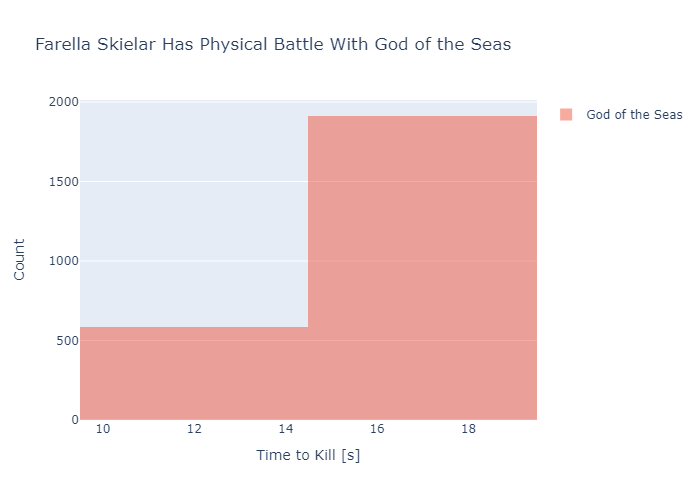 Farella Skielar Has Physical Battle With God of the Seas
2000
1500
1000
500
0
Count
God of the Seas
10 12 14 16 18
Time to Kill [s]